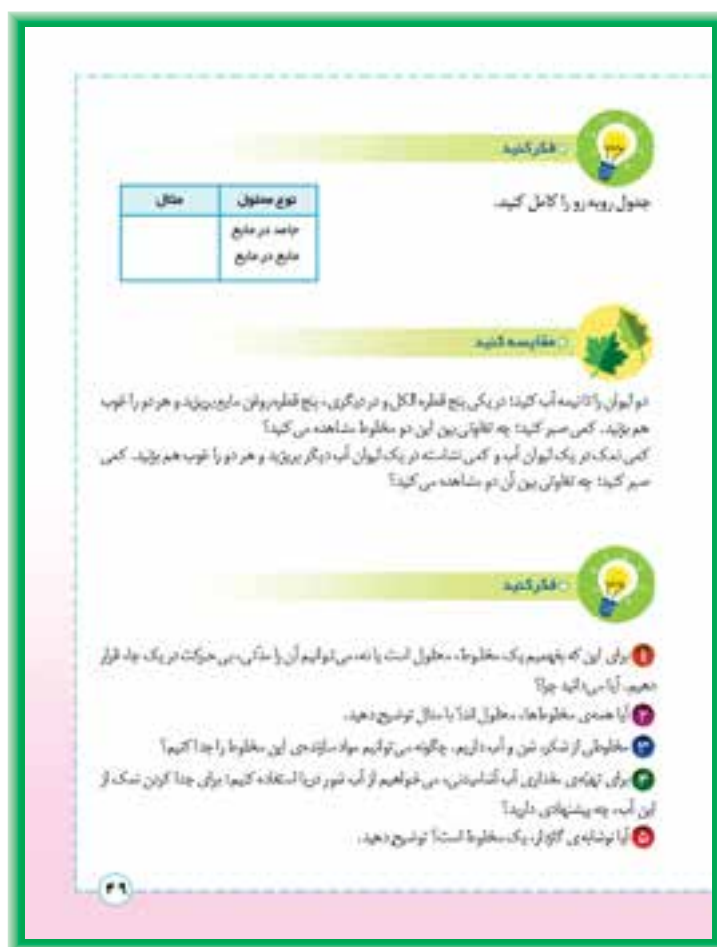 فکر کنید
جدول روبه‌رو را کامل کنید.
نوع محلول مثال
جامد در مایع
مایع در مایع
مقایسه کنید
دو لیوان را تا نیمه آب کنید؛ در یکی پنج قطره الکل و در دیگری، پنج قطره روغن مایع بریزید و هر دو را خوب
هم بزنید. کمی صبر کنید؛ چه تفاوتی بین این دو مخلوط مشاهده می‌کنید؟
کمی نمک در یک لیوان آب و کمی نشاسته در یک لیوان آب دیگر بریزید و هر دو را خوب هم بزنید. کمی
صبر کنید؛ چه تفاوتی بین آن دو مشاهده می‌کنید؟
فکر کنید
۱ برای این که بفهمیم یک مخلوط، محلول است یا نه، می‌توانیم آن را مدّتی، بی‌حرکت در یک جا، قرار
دهیم. آیا می‌دانید چرا؟
۲ آیا همه‌ی مخلوط‌ها، محلول‌اند؟ با مثال توضیح دهید.
۳ مخلوطی از شکر، شن و آب داریم. چگونه می‌توانیم مواد سازنده‌ی این مخلوط را جدا کنیم؟
۴ برای تهیّه‌ی مقداری آب آشامیدنی، می‌خواهیم از آب شور دریا استفاده کنیم؛ برای جدا کردن نمک از
این آب، چه پیشنهادی دارید؟
۵ آیا نوشابه‌ی گازدار، یک مخلوط است؟ توضیح دهید.
۴۹